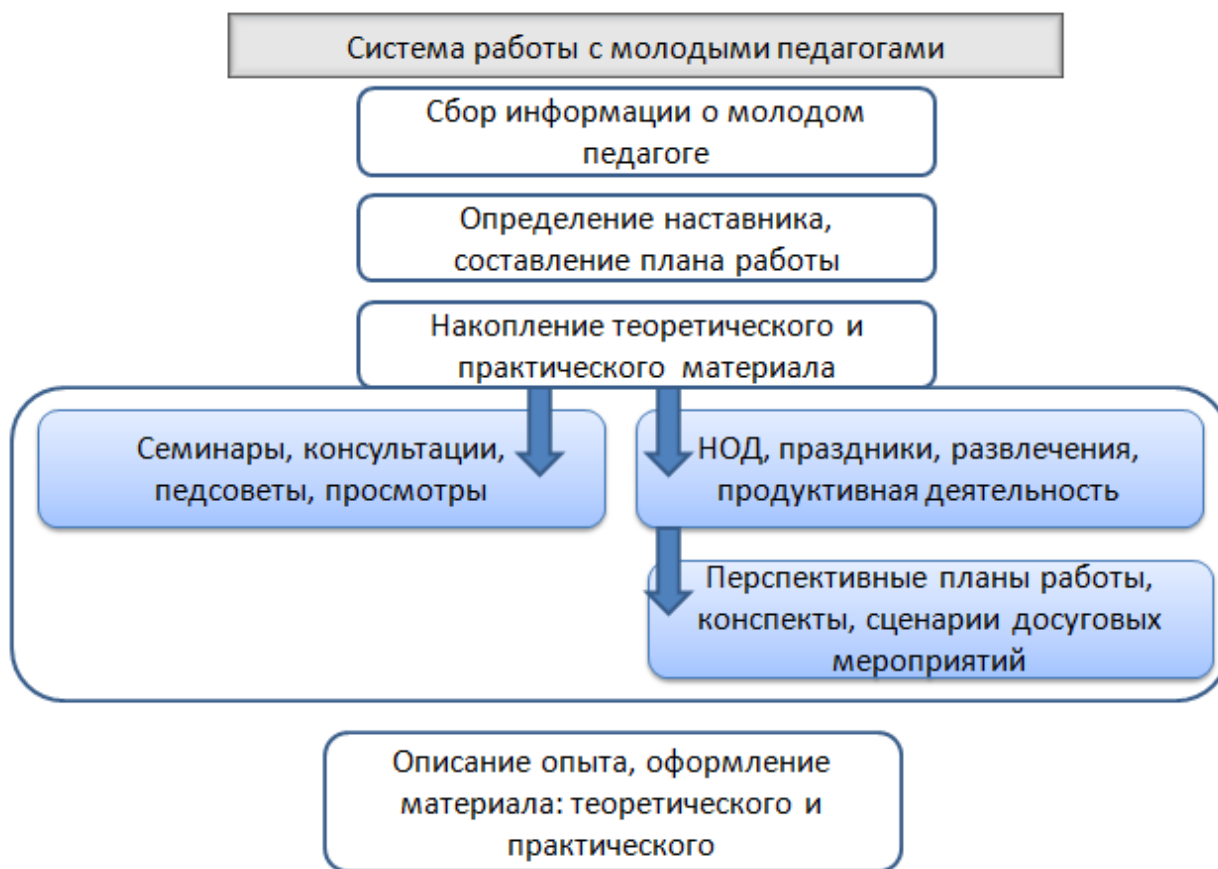 Система работы с молодыми педагогами
Сбор информации о молодом
педагоге
Определение наставника,
составление плана работы
Накопление теоретического и
практического материала
Семинары, консультации,
педсоветы, просмотры
НОД, праздники, развлечения,
продуктивная деятельность
Перспективные планы работы,
конспекты, сценарии досуговых
мероприятий
Описание опыта, оформление
материала: теоретического и
практического